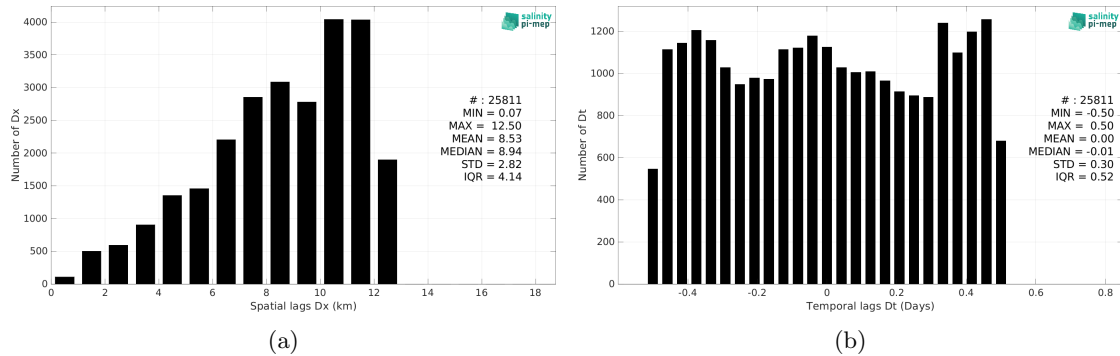 salinity
pi-mep
4000
3500
3000
2500
2000
1500
1000
500
0
Number of Dx
# : 25811
MIN = 0.07
MAX = 12.50
MEAN = 8.53
MEDIAN = 8.94
STD = 2.82
IQR = 4.14
0 2 4 6 8 10 12 14 16 18
Spatial lags Dx (km)
(a)
salinity
pi-mep
1200
1000
800
600
400
200
0
Number of Dt
# : 25811
MIN = -0.50
MAX = 0.50
MEAN = 0.00
MEDIAN = -0.01
STD = 0.30
IQR = 0.52
-0.4 -0.2 0 0.2 0.4 0.6 0.8
Temporal lags Dt (Days)
(b)